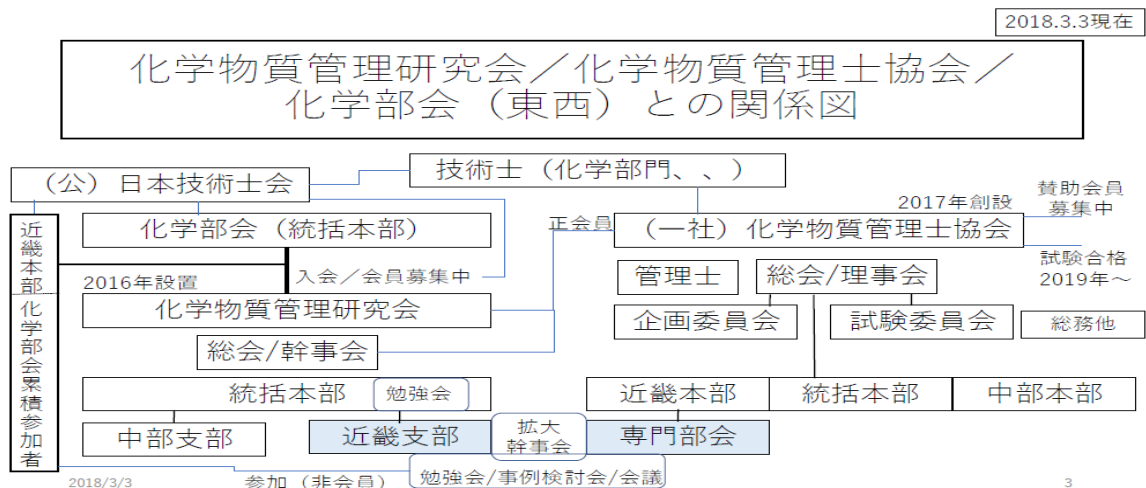 2018.3.3現在
化学物質管理研究会／化学物質管理士協会／
化学部会（東西）との関係図
技術士（化学部門、、）
（公）日本技術士会
賛助会員
募集中
2017年創設
近畿本部
化学部会累積参加者
化学部会（統括本部）
正会員
（一社）化学物質管理士協会
試験合格
2019年～
2016年設置
入会／会員募集中
管理士
総会/理事会
化学物質管理研究会
企画委員会
試験委員会
総務他
総会/幹事会
統括本部
勉強会
近畿本部
統括本部
中部本部
中部支部
近畿支部
拡大
幹事会
専門部会
勉強会/事例検討会/会議
参加（非会員）
2018/3/3
3